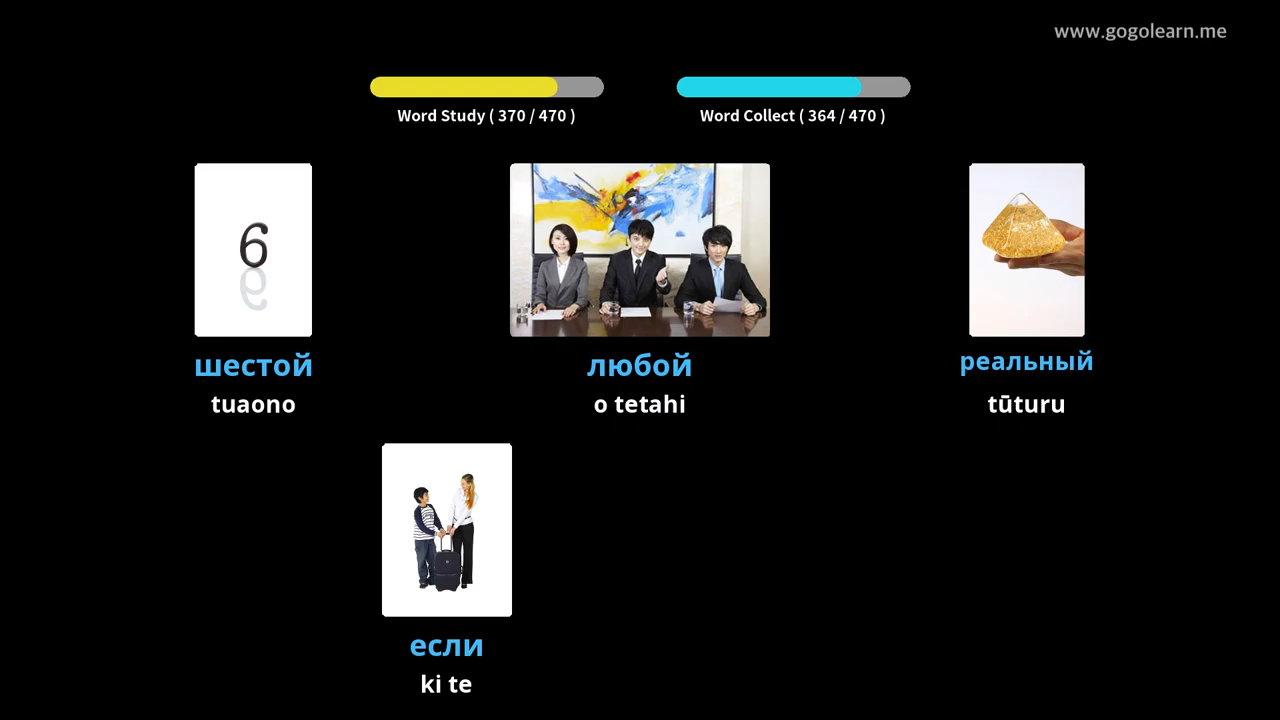 www.gogolearn.me
Word Study ( 370 / 470 )
Word Collect ( 364 / 470 )
6
шестой
tuaono
любой
o tetahi
реальный
tūturu
если
ki te